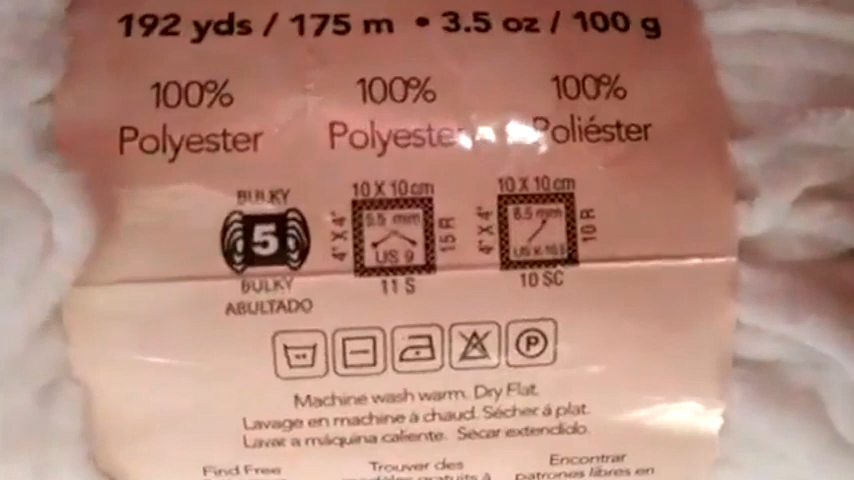 192 yds / 175 m • 3.5 oz / 100 g
100% 100% 100%
Polyester Polyester Poliéster
BULKY
5
BULKY
ABULTADO
10 X 10 cm
4" X 4"
5.5 mm
US 9
15 R
11 S
10 X 10 cm
4" X 4"
6.5 mm
10 R
10 SC
P
Machine wash warm. Dry Flat.
Lavage en machine à chaud. Sécher à plat.
Lavar a máquina caliente. Secar extendido.
Find Free Trouver des Encontrar
gratuits à patrones libres en